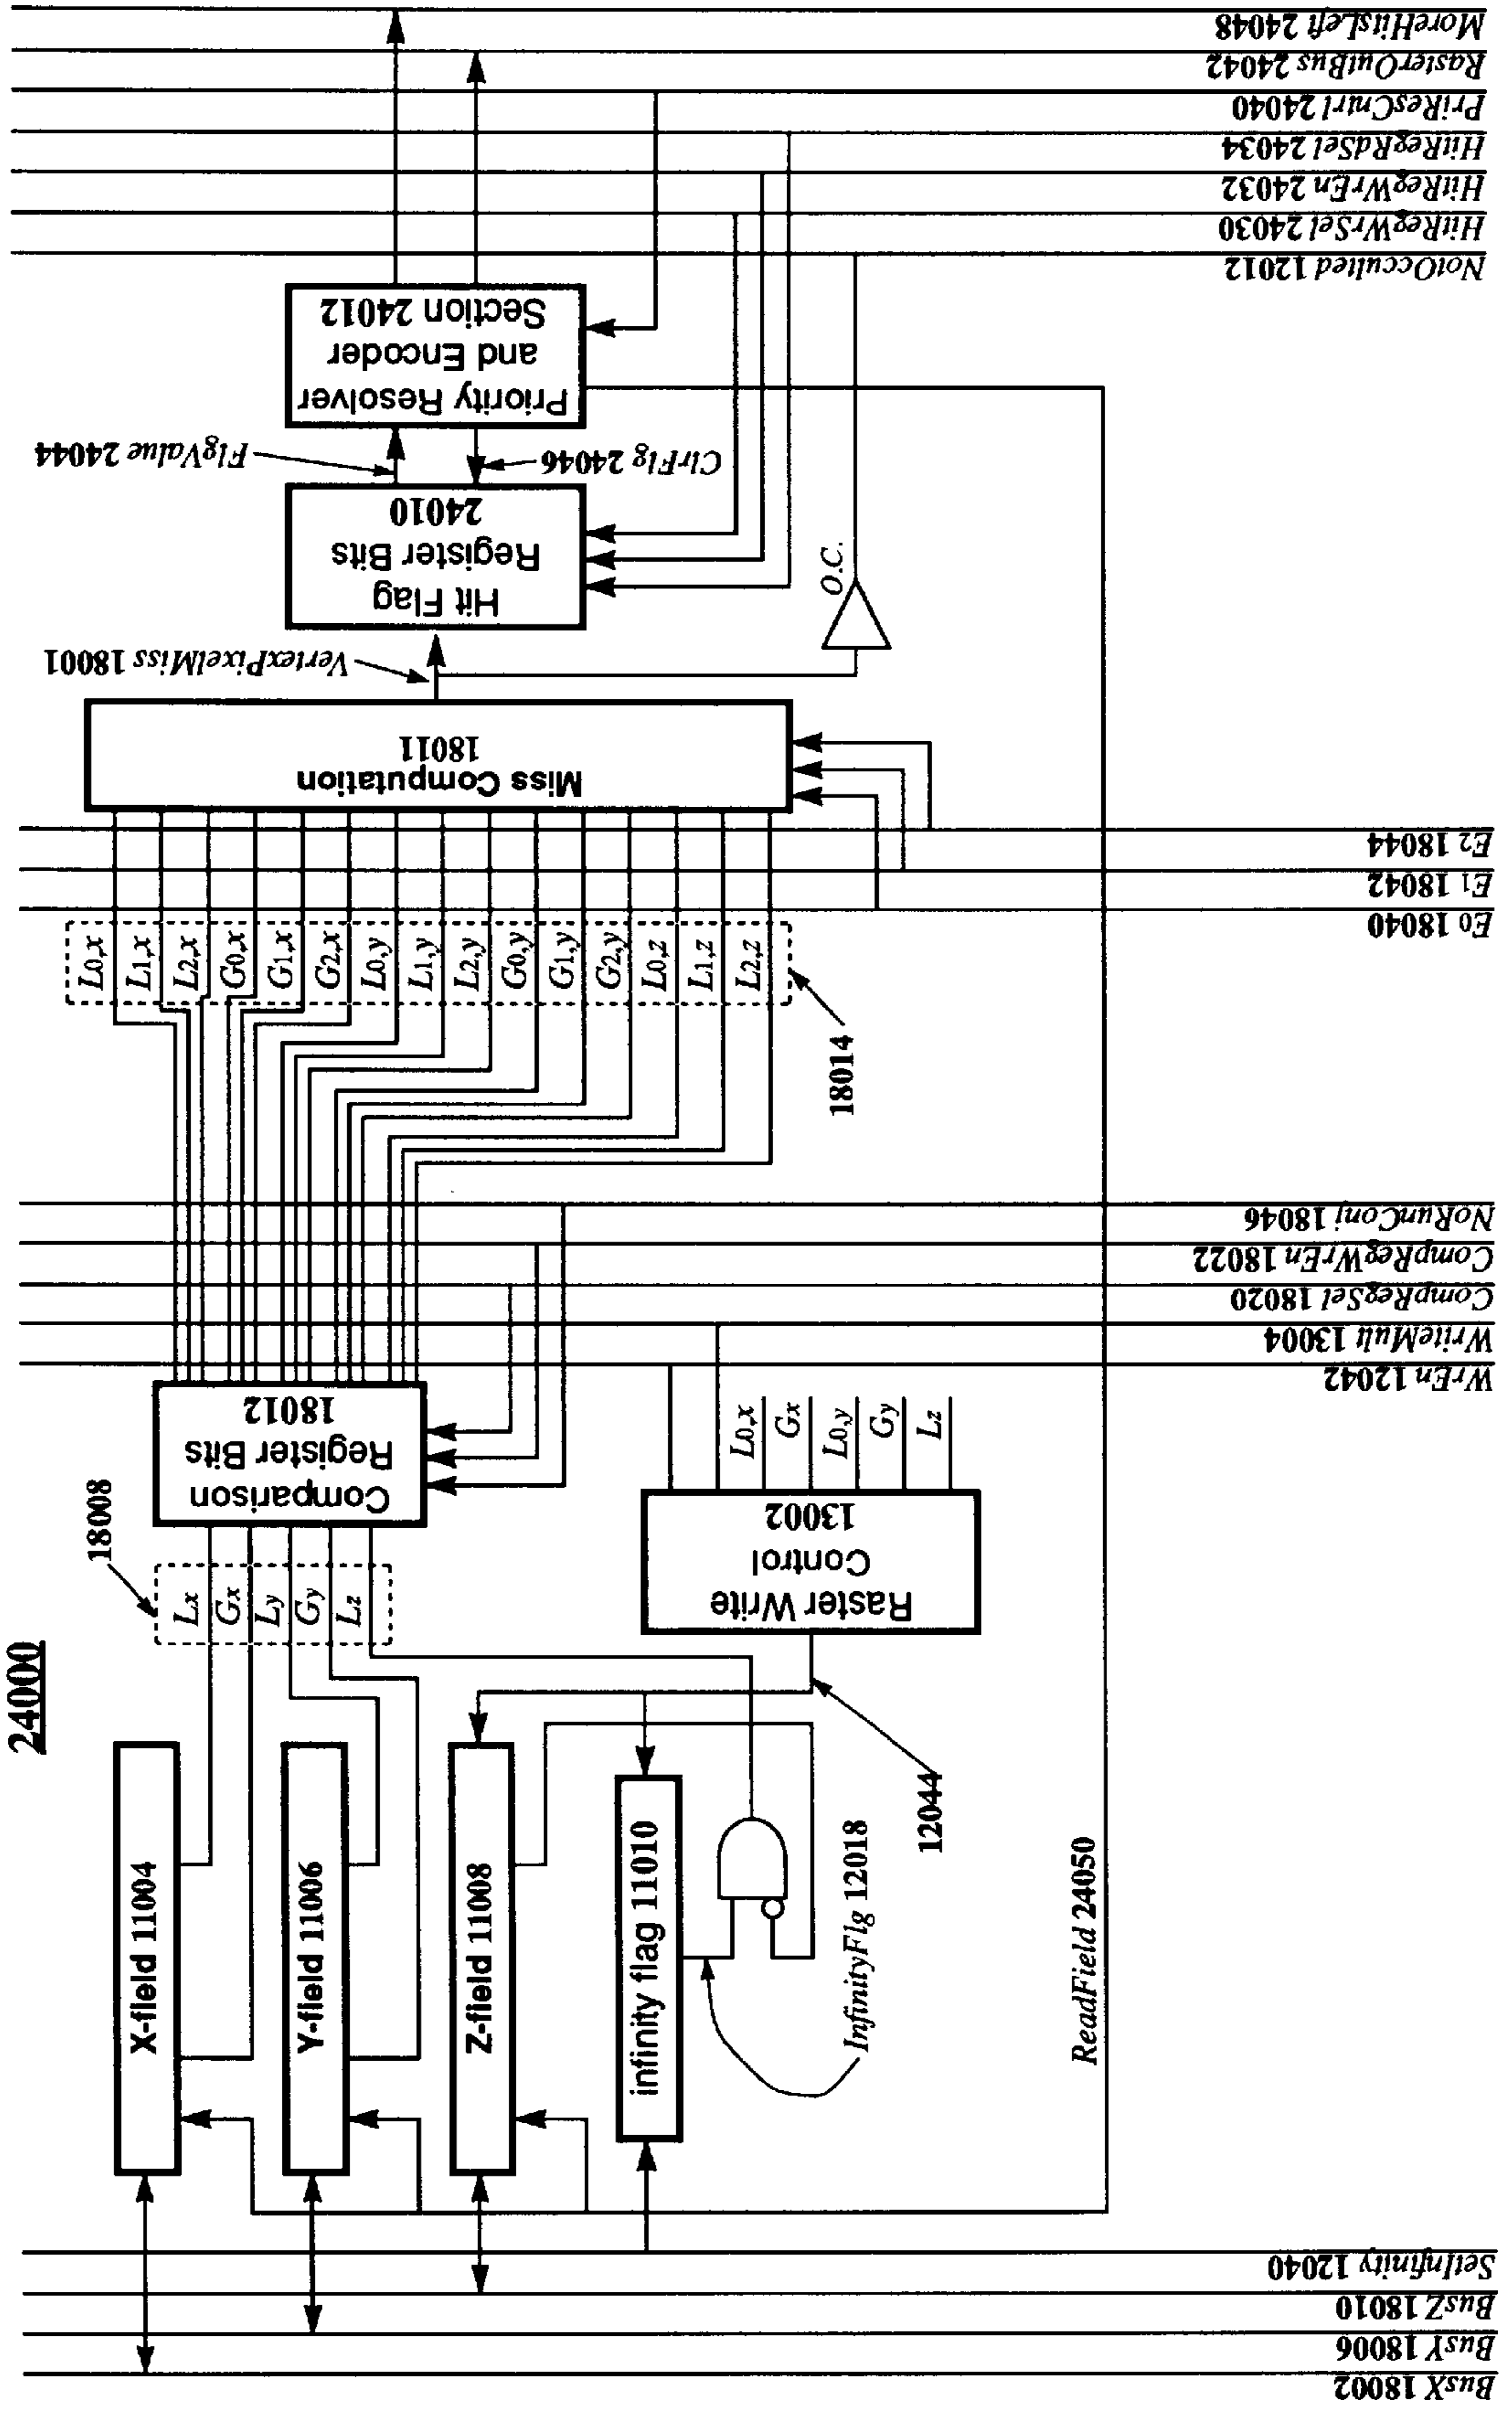 24000
MoreHitsLeft 24048
RasterOutBus 24042
PriResCntrl 24040
HitRegRdSel 24034
HitRegWrEn 24032
HitRegWrSel 24030
NotOcculted 12012
Priority Resolver
and Encoder
Section 24012
FlgValue 24044
ClrFlg 24046
Hit Flag
Register Bits
24010
O.C.
VertexPixelMiss 18001
Miss Computation
18011
E2 18044
E1 18042
E0 18040
L0,x
L1,x
L2,x
G0,x
G1,x
G2,x
L0,y
L1,y
L2,y
G0,y
G1,y
G2,y
L0,z
L1,z
L2,z
18014
NoRunConj 18046
CompRegWrEn 18022
CompRegSel 18020
WriteMult 13004
WrEn 12042
Comparison
Register Bits
18012
18008
Lx
Gx
Ly
Gy
Lz
L0,x
Gx
L0,y
Gy
Lz
Raster Write
Control
13002
12044
X-field 11004
Y-field 11006
Z-field 11008
infinity flag 11010
InfinityFlg 12018
ReadField 24050
SetInfinity 12040
BusZ 18010
BusY 18006
BusX 18002